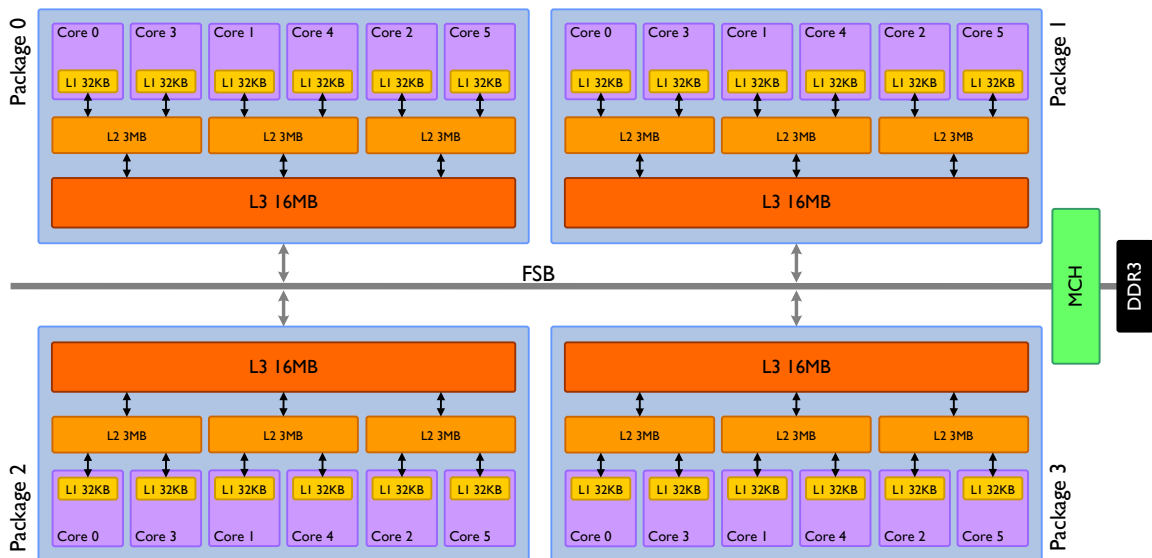 Package 0
Core 0 Core 3 Core 1 Core 4 Core 2 Core 5
L1 32KB L1 32KB L1 32KB L1 32KB L1 32KB L1 32KB
L2 3MB L2 3MB L2 3MB
L3 16MB
Package 1
Core 0 Core 3 Core 1 Core 4 Core 2 Core 5
L1 32KB L1 32KB L1 32KB L1 32KB L1 32KB L1 32KB
L2 3MB L2 3MB L2 3MB
L3 16MB
FSB
MCH
DDR3
Package 2
L3 16MB
L2 3MB L2 3MB L2 3MB
L1 32KB L1 32KB L1 32KB L1 32KB L1 32KB L1 32KB
Core 0 Core 3 Core 1 Core 4 Core 2 Core 5
Package 3
L3 16MB
L2 3MB L2 3MB L2 3MB
L1 32KB L1 32KB L1 32KB L1 32KB L1 32KB L1 32KB
Core 0 Core 3 Core 1 Core 4 Core 2 Core 5